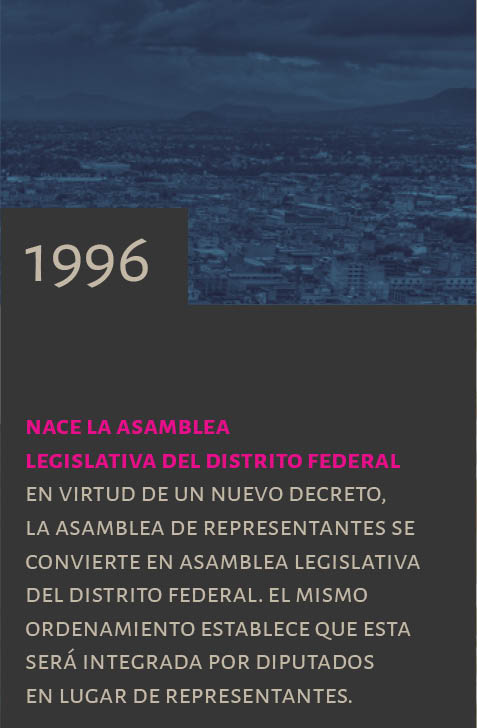 1996
NACE LA ASAMBLEA
LEGISLATIVA DEL DISTRITO FEDERAL
EN VIRTUD DE UN NUEVO DECRETO,
LA ASAMBLEA DE REPRESENTANTES SE
CONVIERTE EN ASAMBLEA LEGISLATIVA
DEL DISTRITO FEDERAL. EL MISMO
ORDENAMIENTO ESTABLECE QUE ESTA
SERÁ INTEGRADA POR DIPUTADOS
EN LUGAR DE REPRESENTANTES.